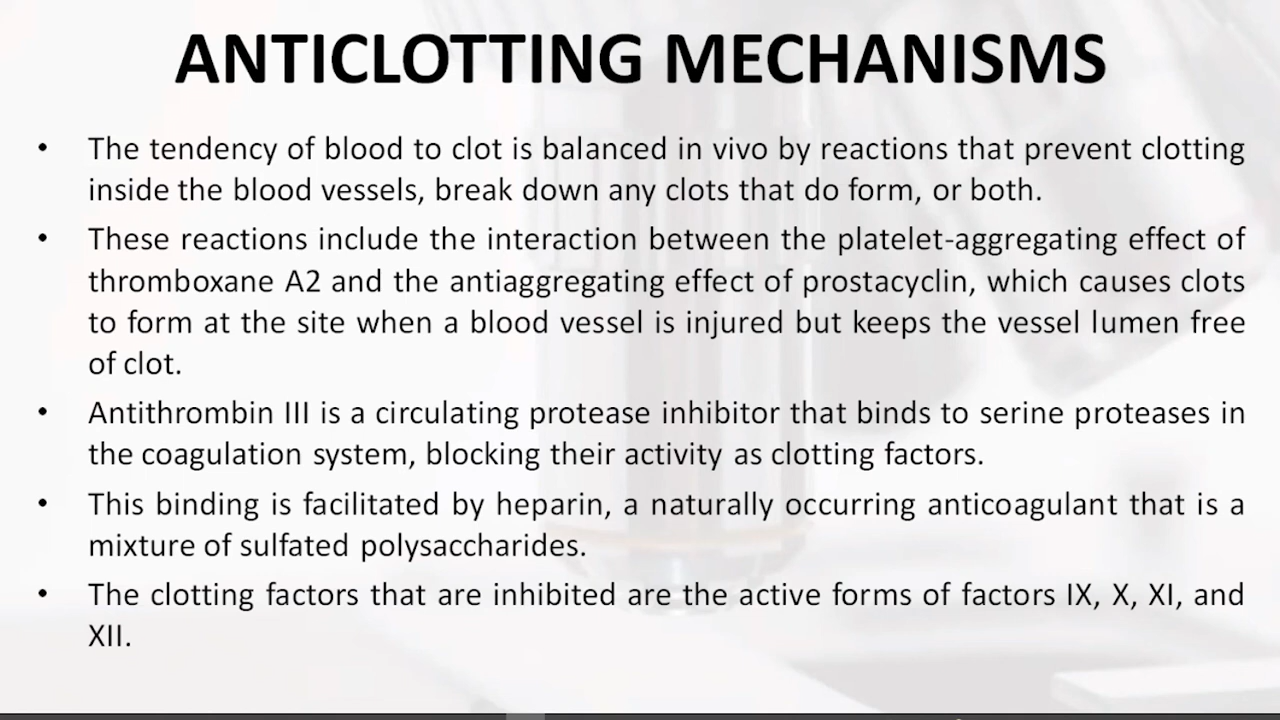 ANTICLOTTING MECHANISMS
• The tendency of blood to clot is balanced in vivo by reactions that prevent clotting
inside the blood vessels, break down any clots that do form, or both.
• These reactions include the interaction between the platelet-aggregating effect of
thromboxane A2 and the antiaggregating effect of prostacyclin, which causes clots
to form at the site when a blood vessel is injured but keeps the vessel lumen free
of clot.
• Antithrombin III is a circulating protease inhibitor that binds to serine proteases in
the coagulation system, blocking their activity as clotting factors.
• This binding is facilitated by heparin, a naturally occurring anticoagulant that is a
mixture of sulfated polysaccharides.
• The clotting factors that are inhibited are the active forms of factors IX, X, XI, and
XII.